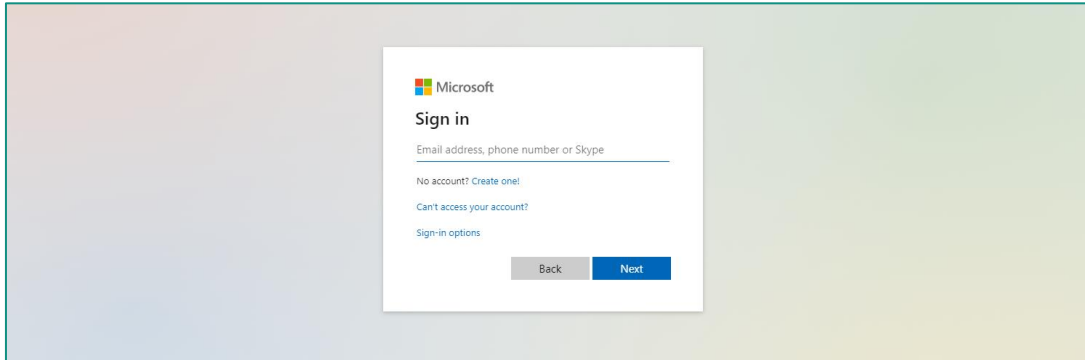 Microsoft
Sign in
Email address, phone number or Skype
No account? Create one!
Can't access your account?
Sign-in options
Back Next